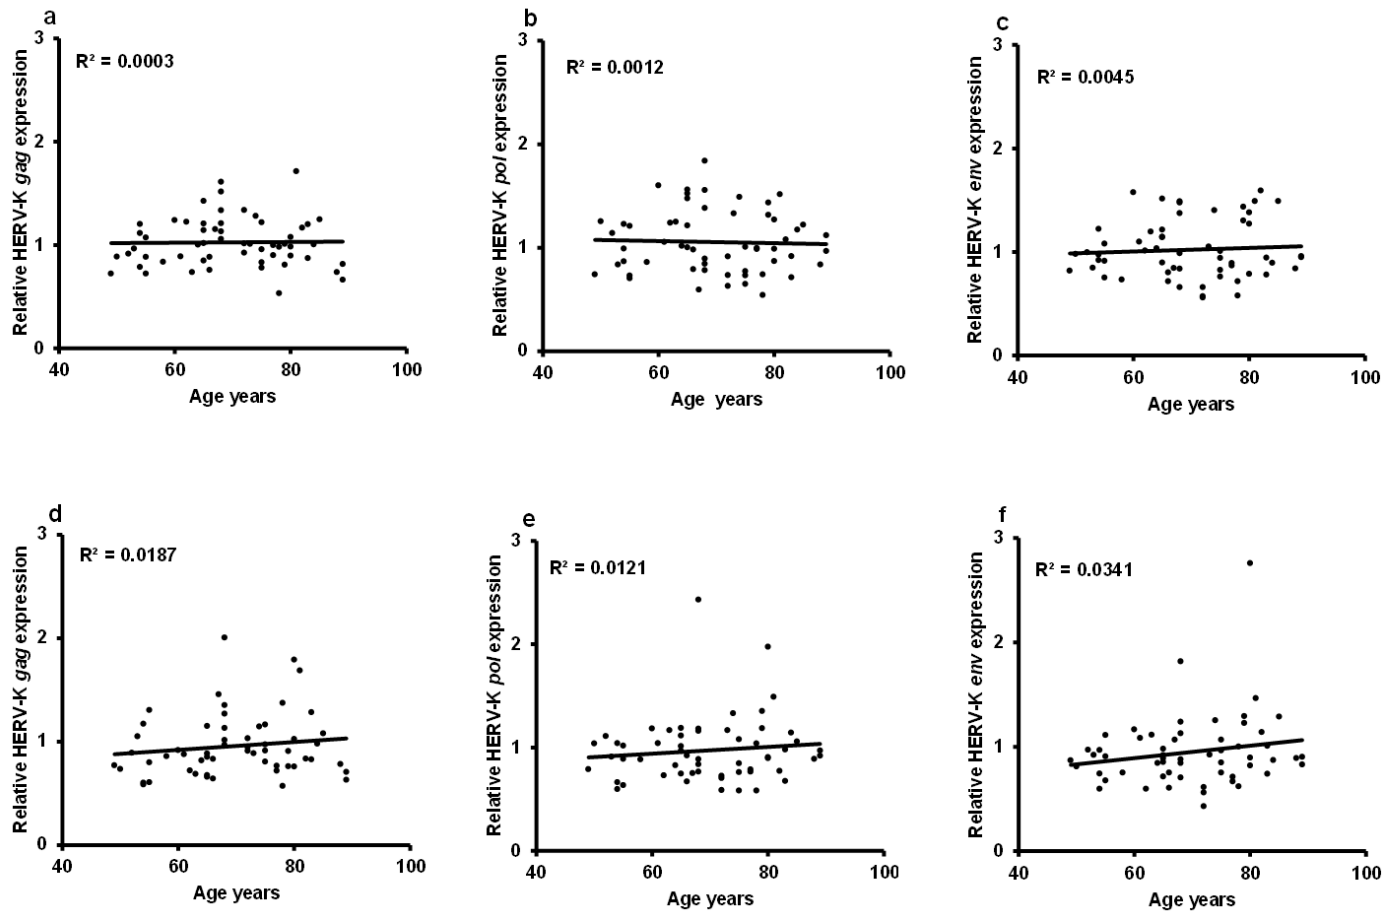 a
R² = 0.0003
Relative HERV-K gag expression
3
2
1
0
40 60 80 100
Age years
b
R² = 0.0012
Relative HERV-K pol expression
3
2
1
0
40 60 80 100
Age years
c
R² = 0.0045
Relative HERV-K env expression
3
2
1
0
40 60 80 100
Age years
d
R² = 0.0187
Relative HERV-K gag expression
3
2
1
0
40 60 80 100
Age years
e
R² = 0.0121
Relative HERV-K pol expression
3
2
1
0
40 60 80 100
Age years
f
R² = 0.0341
Relative HERV-K env expression
3
2
1
0
40 60 80 100
Age years